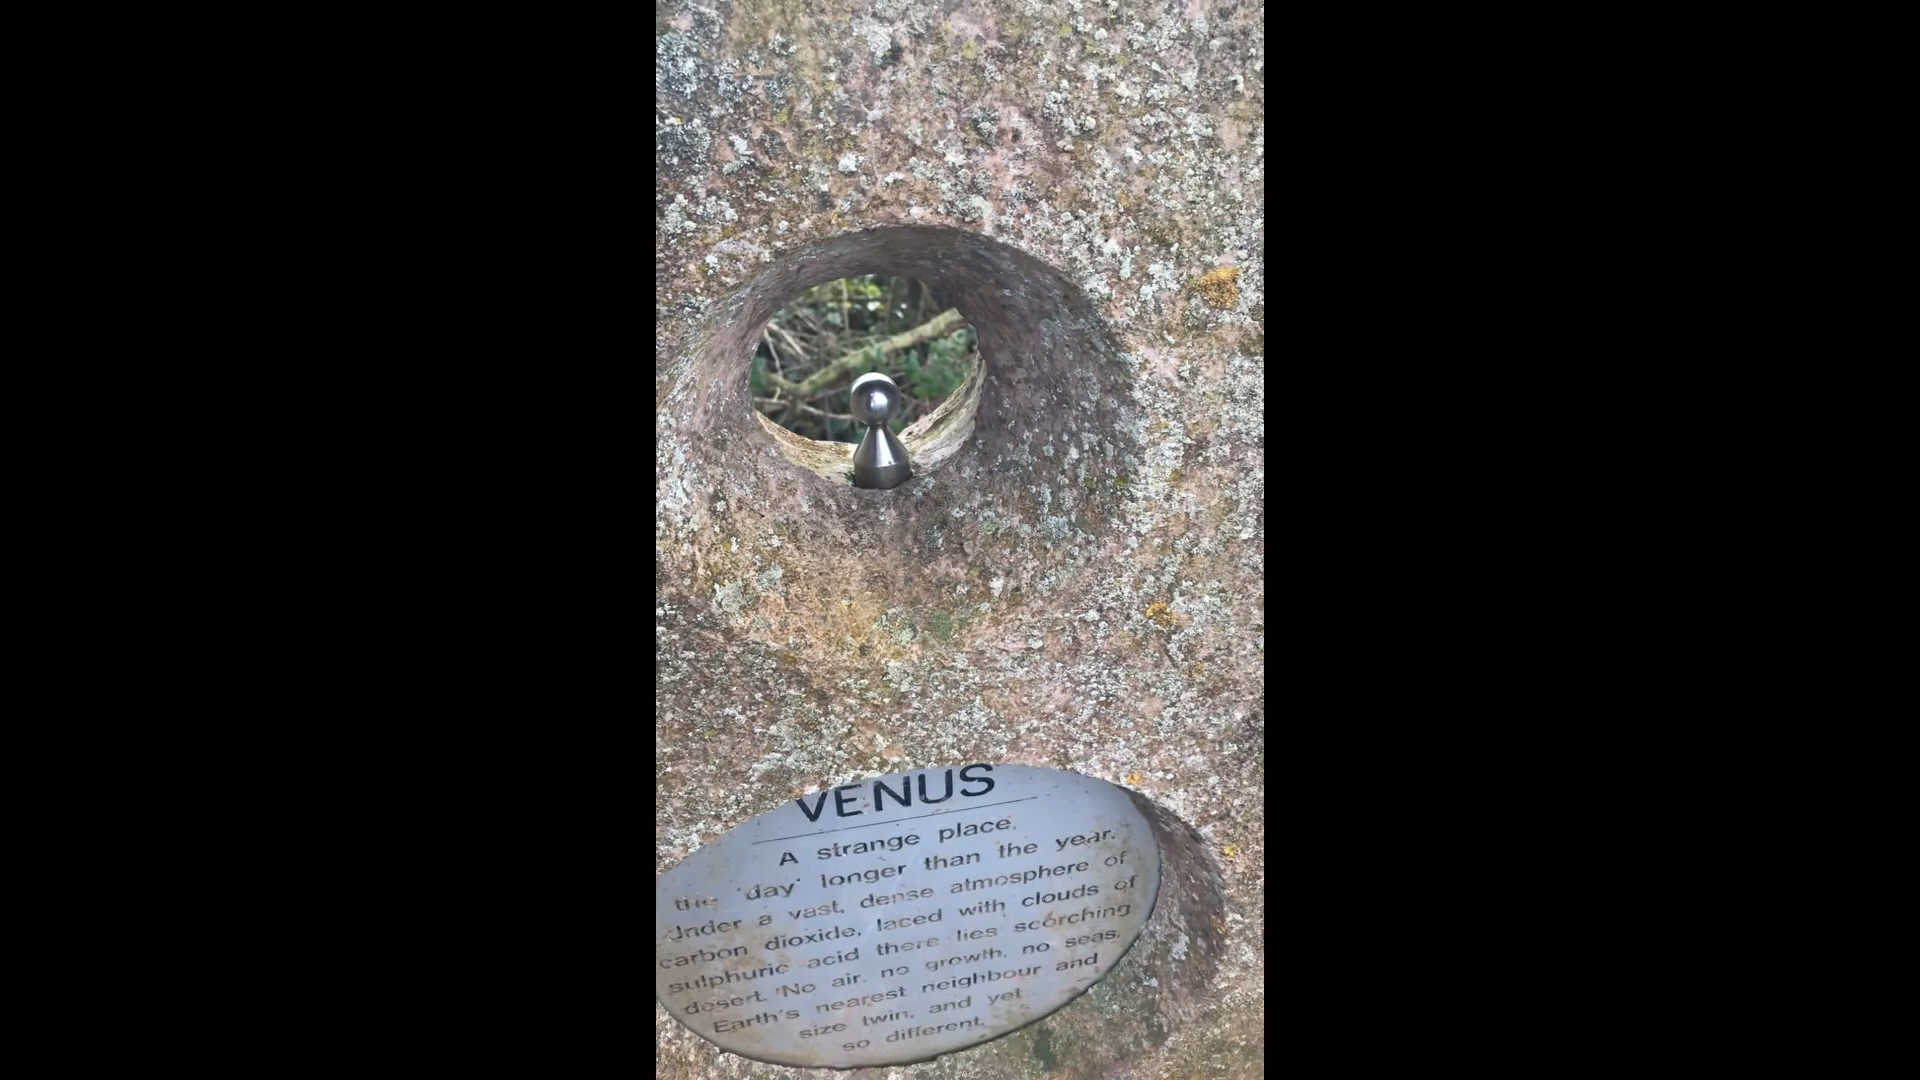 VENUS
A strange place,
the 'day' longer than the year.
Under a vast, dense atmosphere of
carbon dioxide, laced with clouds of
sulphuric acid there lies scorching
desert. No air, no growth, no seas.
Earth's nearest neighbour and
size twin, and yet
so different.